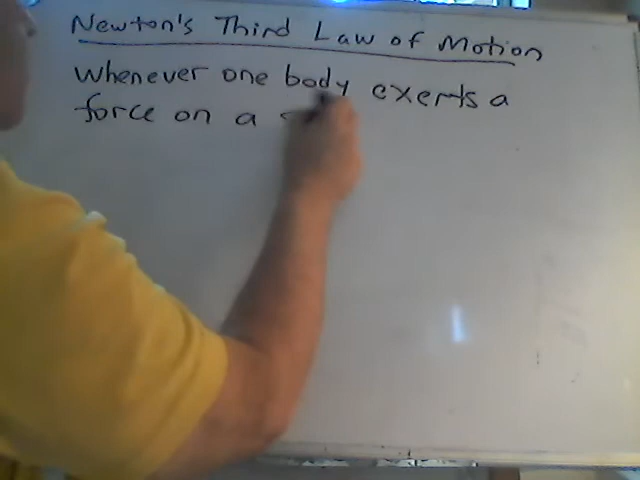 Newton's Third Law of Motion
Whenever one body exerts a
force on a